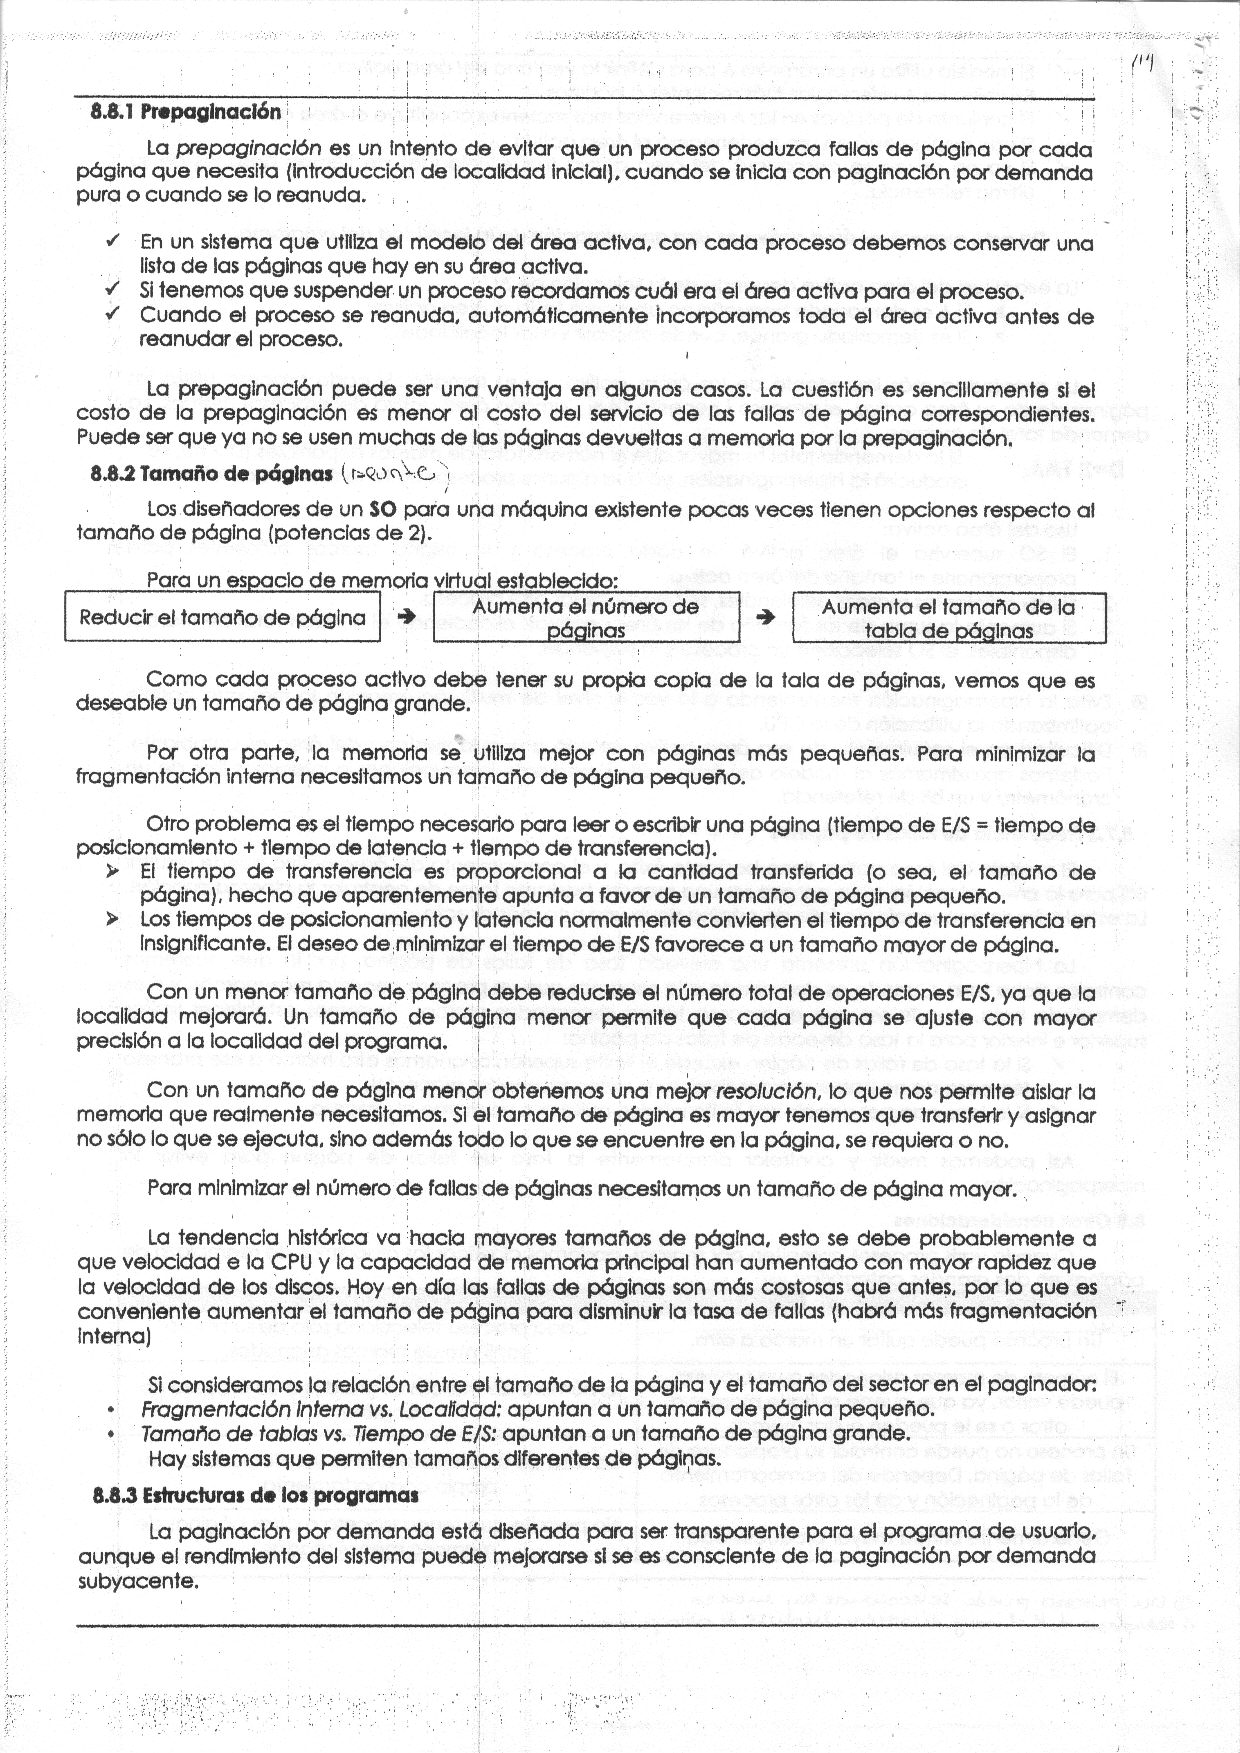 8.8.1 Prepaginación
La prepaginación es un intento de evitar que un proceso produzca fallas de página por cada
página que necesita (introducción de localidad inicial), cuando se inicia con paginación por demanda
pura o cuando se lo reanuda.
✓ En un sistema que utiliza el modelo del área activa, con cada proceso debemos conservar una
lista de las páginas que hay en su área activa.
✓ Si tenemos que suspender un proceso recordamos cuál era el área activa para el proceso.
✓ Cuando el proceso se reanuda, automáticamente incorporamos toda el área activa antes de
reanudar el proceso.
La prepaginación puede ser una ventaja en algunos casos. La cuestión es sencillamente si el
costo de la prepaginación es menor al costo del servicio de las fallas de página correspondientes.
Puede ser que ya no se usen muchas de las páginas devueltas a memoria por la prepaginación.
8.8.2 Tamaño de páginas
Los diseñadores de un SO para una máquina existente pocas veces tienen opciones respecto al
tamaño de página (potencias de 2).
Para un espacio de memoria virtual establecido:
Reducir el tamaño de página → Aumenta el número de páginas → Aumenta el tamaño de la tabla de páginas
Como cada proceso activo debe tener su propia copia de la tala de páginas, vemos que es
deseable un tamaño de página grande.
Por otra parte, la memoria se utiliza mejor con páginas más pequeñas. Para minimizar la
fragmentación interna necesitamos un tamaño de página pequeño.
Otro problema es el tiempo necesario para leer o escribir una página (tiempo de E/S = tiempo de
posicionamiento + tiempo de latencia + tiempo de transferencia).
➢ El tiempo de transferencia es proporcional a la cantidad transferida (o sea, el tamaño de
página), hecho que aparentemente apunta a favor de un tamaño de página pequeño.
➢ Los tiempos de posicionamiento y latencia normalmente convierten el tiempo de transferencia en
insignificante. El deseo de minimizar el tiempo de E/S favorece a un tamaño mayor de página.
Con un menor tamaño de página debe reducirse el número total de operaciones E/S, ya que la
localidad mejorará. Un tamaño de página menor permite que cada página se ajuste con mayor
precisión a la localidad del programa.
Con un tamaño de página menor obtenemos una mejor resolución, lo que nos permite aislar la
memoria que realmente necesitamos. Si el tamaño de página es mayor tenemos que transferir y asignar
no sólo lo que se ejecuta, sino además todo lo que se encuentre en la página, se requiera o no.
Para minimizar el número de fallas de páginas necesitamos un tamaño de página mayor.
La tendencia histórica va hacia mayores tamaños de página, esto se debe probablemente a
que velocidad e la CPU y la capacidad de memoria principal han aumentado con mayor rapidez que
la velocidad de los discos. Hoy en día las fallas de páginas son más costosas que antes, por lo que es
conveniente aumentar el tamaño de página para disminuir la tasa de fallas (habrá más fragmentación
interna)
Si consideramos la relación entre el tamaño de la página y el tamaño del sector en el paginador:
• Fragmentación Interna vs. Localidad: apuntan a un tamaño de página pequeño.
• Tamaño de tablas vs. Tiempo de E/S: apuntan a un tamaño de página grande.
Hay sistemas que permiten tamaños diferentes de páginas.
8.8.3 Estructuras de los programas
La paginación por demanda está diseñada para ser transparente para el programa de usuario,
aunque el rendimiento del sistema puede mejorarse si se es consciente de la paginación por demanda
subyacente.